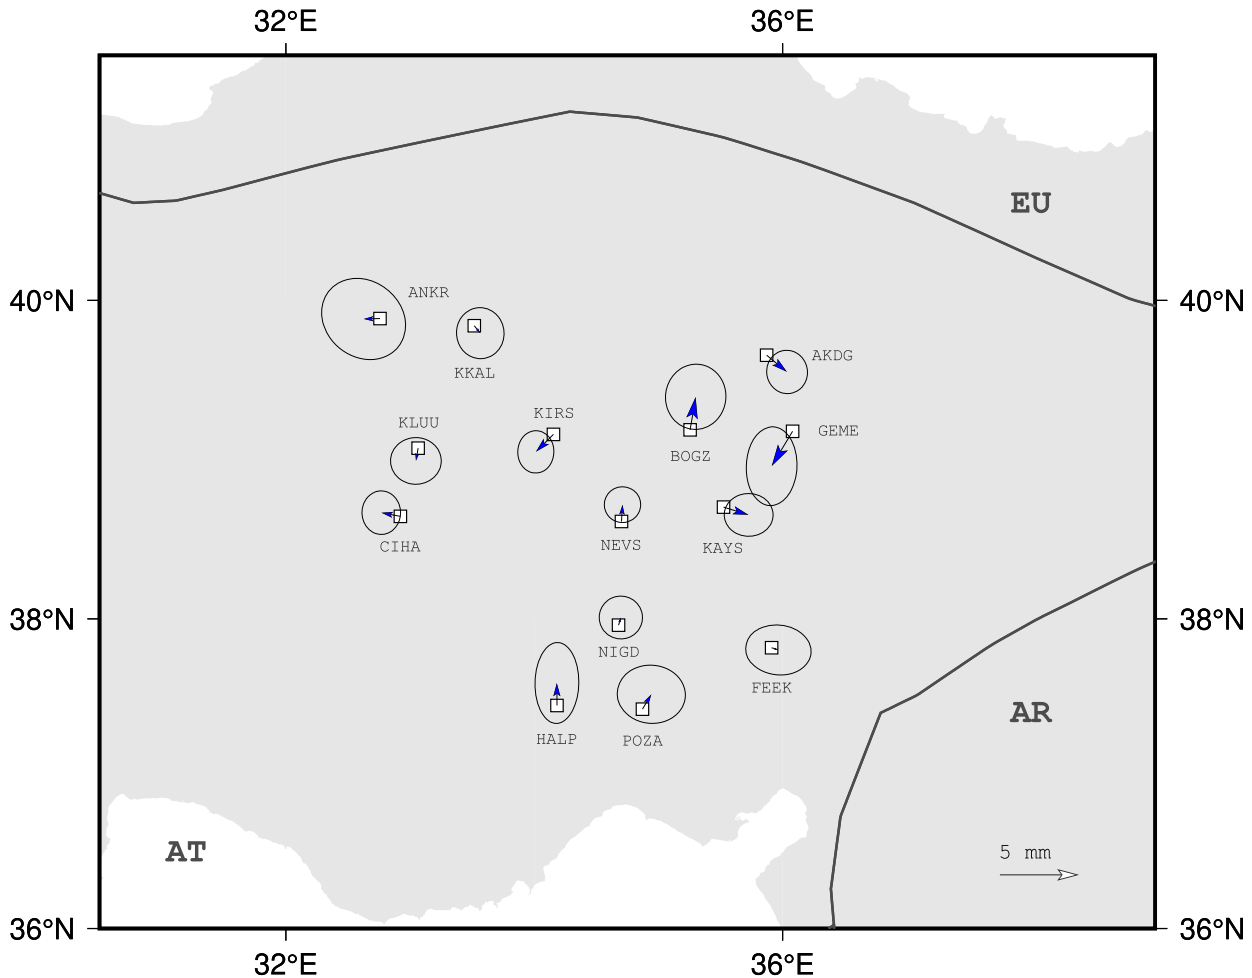 32°E 36°E
EU
40°N 40°N
ANKR
KKAL
AKDG
KIRS
KLUU
GEME
BOGZ
NEVS
KAYS
CIHA
38°N 38°N
NIGD
FEEK
AR
HALP
POZA
AT
5 mm
36°N 36°N
32°E 36°E